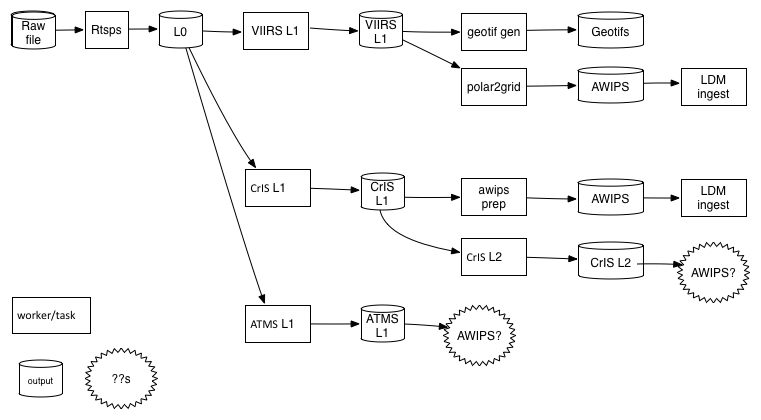 Raw
file
Rtsps
L0
VIIRS L1
VIIRS
L1
geotif gen
Geotifs
polar2grid
AWIPS
LDM
ingest
CrIS L1
CrIS
L1
awips
prep
AWIPS
LDM
ingest
CrIS L2
CrIS L2
AWIPS?
ATMS L1
ATMS
L1
AWIPS?
worker/task
output
??s